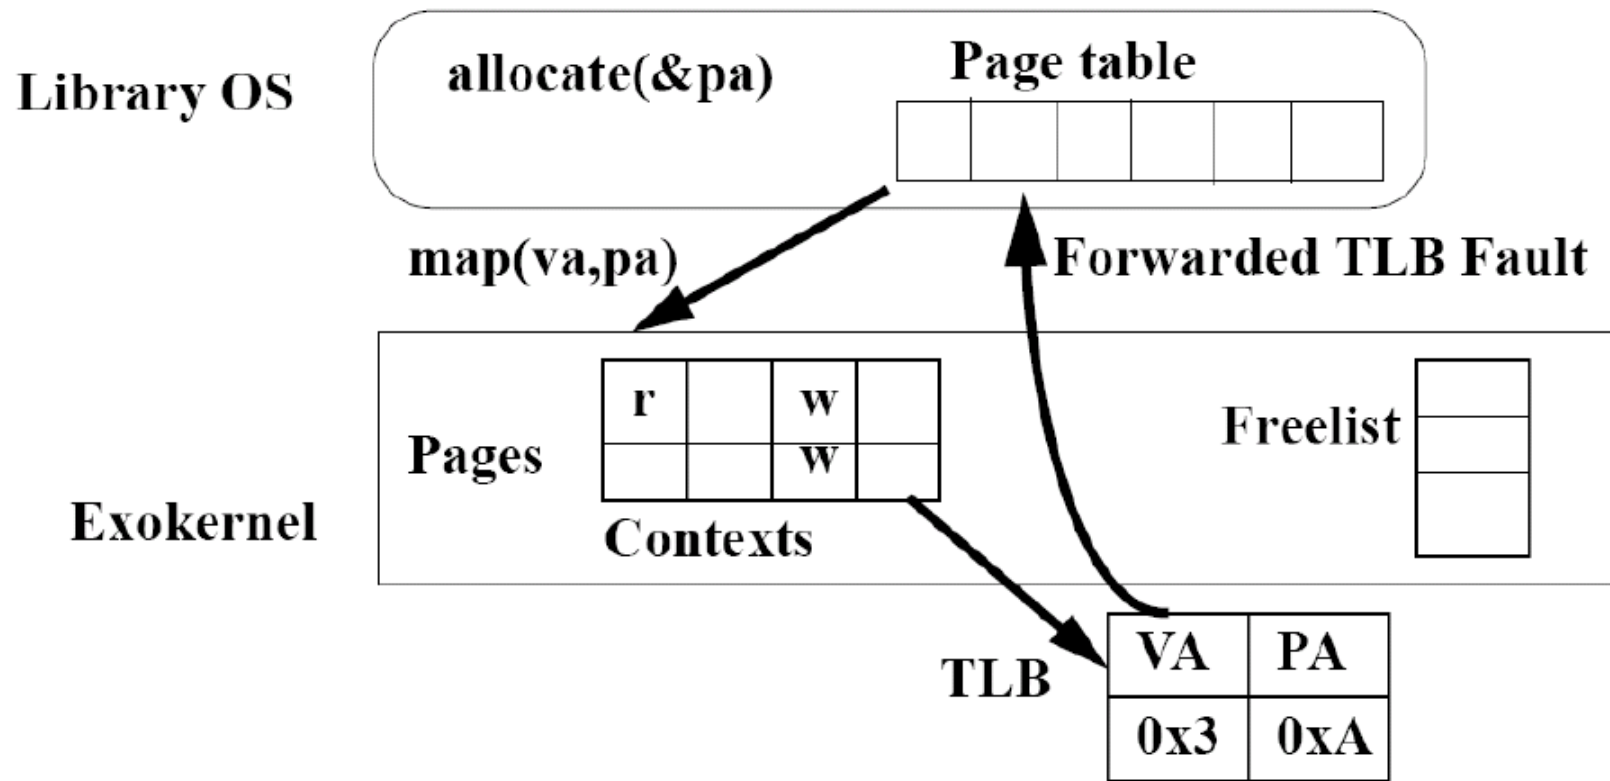 Library OS
allocate(&pa)
Page table
map(va,pa)
Forwarded TLB Fault
r
w
w
Pages
Contexts
Freelist
Exokernel
TLB
VA PA
0x3 0xA